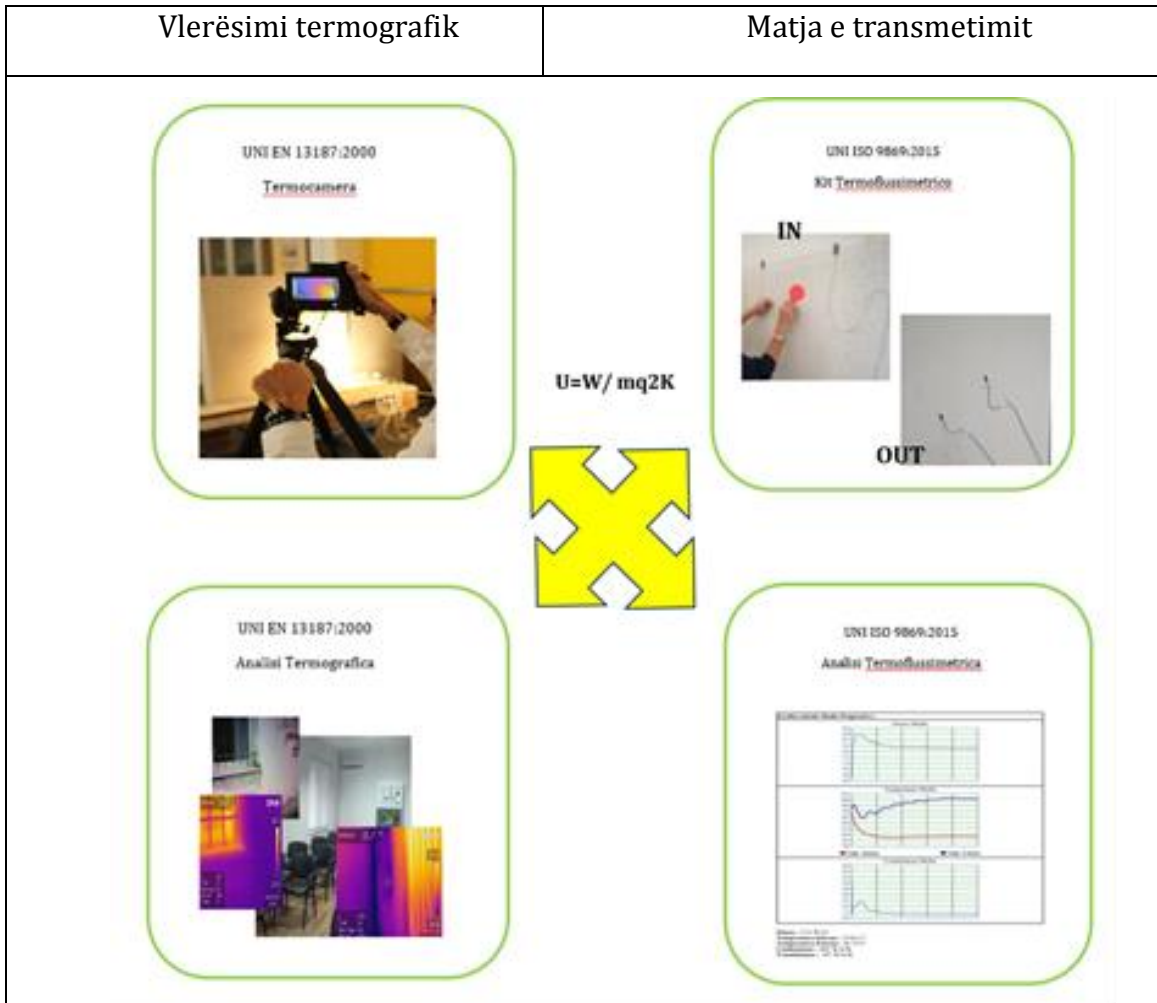 Vlerësimi termografik
Matja e transmetimit
UNI EN 13187:2000
Termocamera
UNI ISO 9869:2015
Kit Termoflussimetrico
IN
OUT
U=W/ mq2K
UNI EN 13187:2000
Analisi Termografica
UNI ISO 9869:2015
Analisi Termoflussimetrica